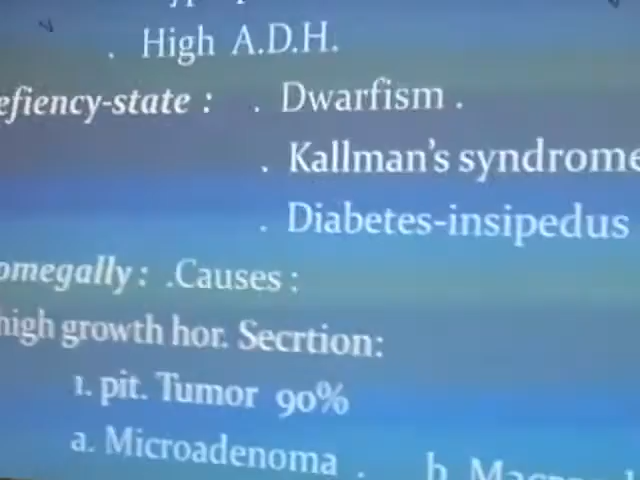 . High A.D.H.
efiency-state : . Dwarfism .
. Kallman's syndrome
. Diabetes-insipedus
omegally : .Causes :
high growth hor. Secrtion:
1. pit. Tumor 90%
a. Microadenoma . b.